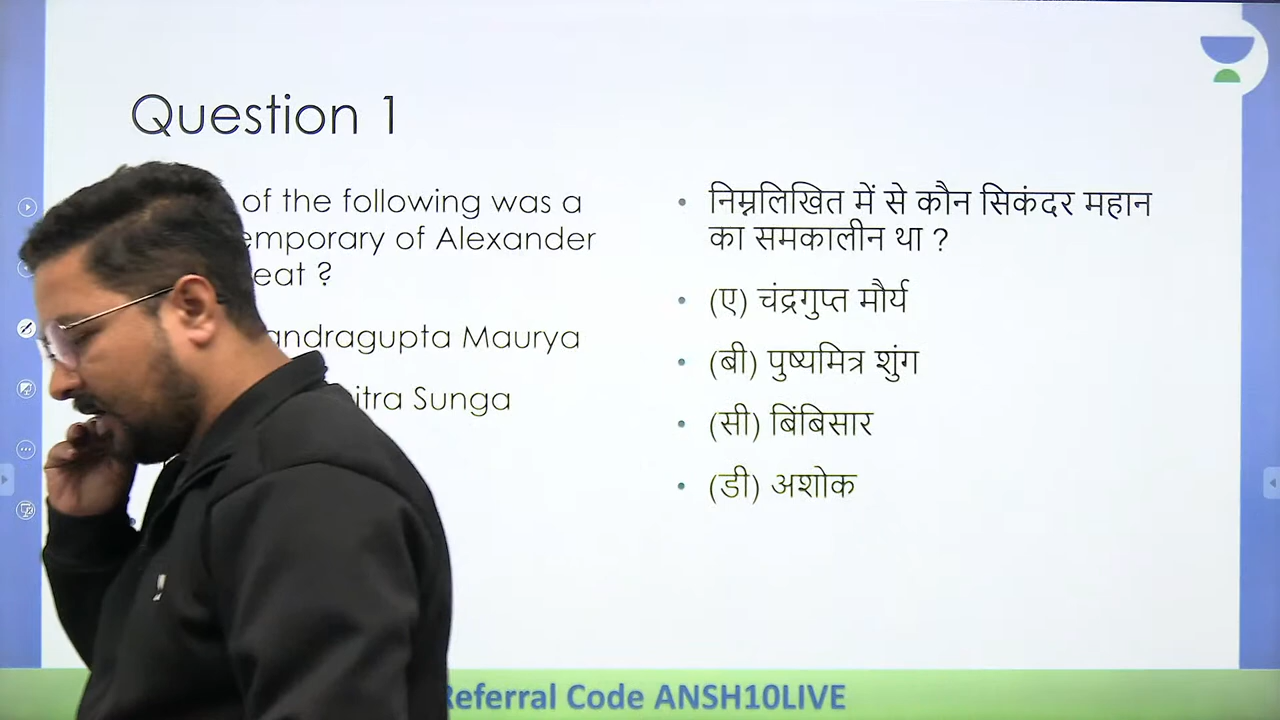 Question 1
of the following was a
emporary of Alexander
eat ?
andragupta Maurya
itra Sunga
• निम्नलिखित में से कौन सिकंदर महान
का समकालीन था ?
• (ए) चंद्रगुप्त मौर्य
• (बी) पुष्यमित्र शुंग
• (सी) बिंबिसार
• (डी) अशोक
Referral Code ANSH10LIVE